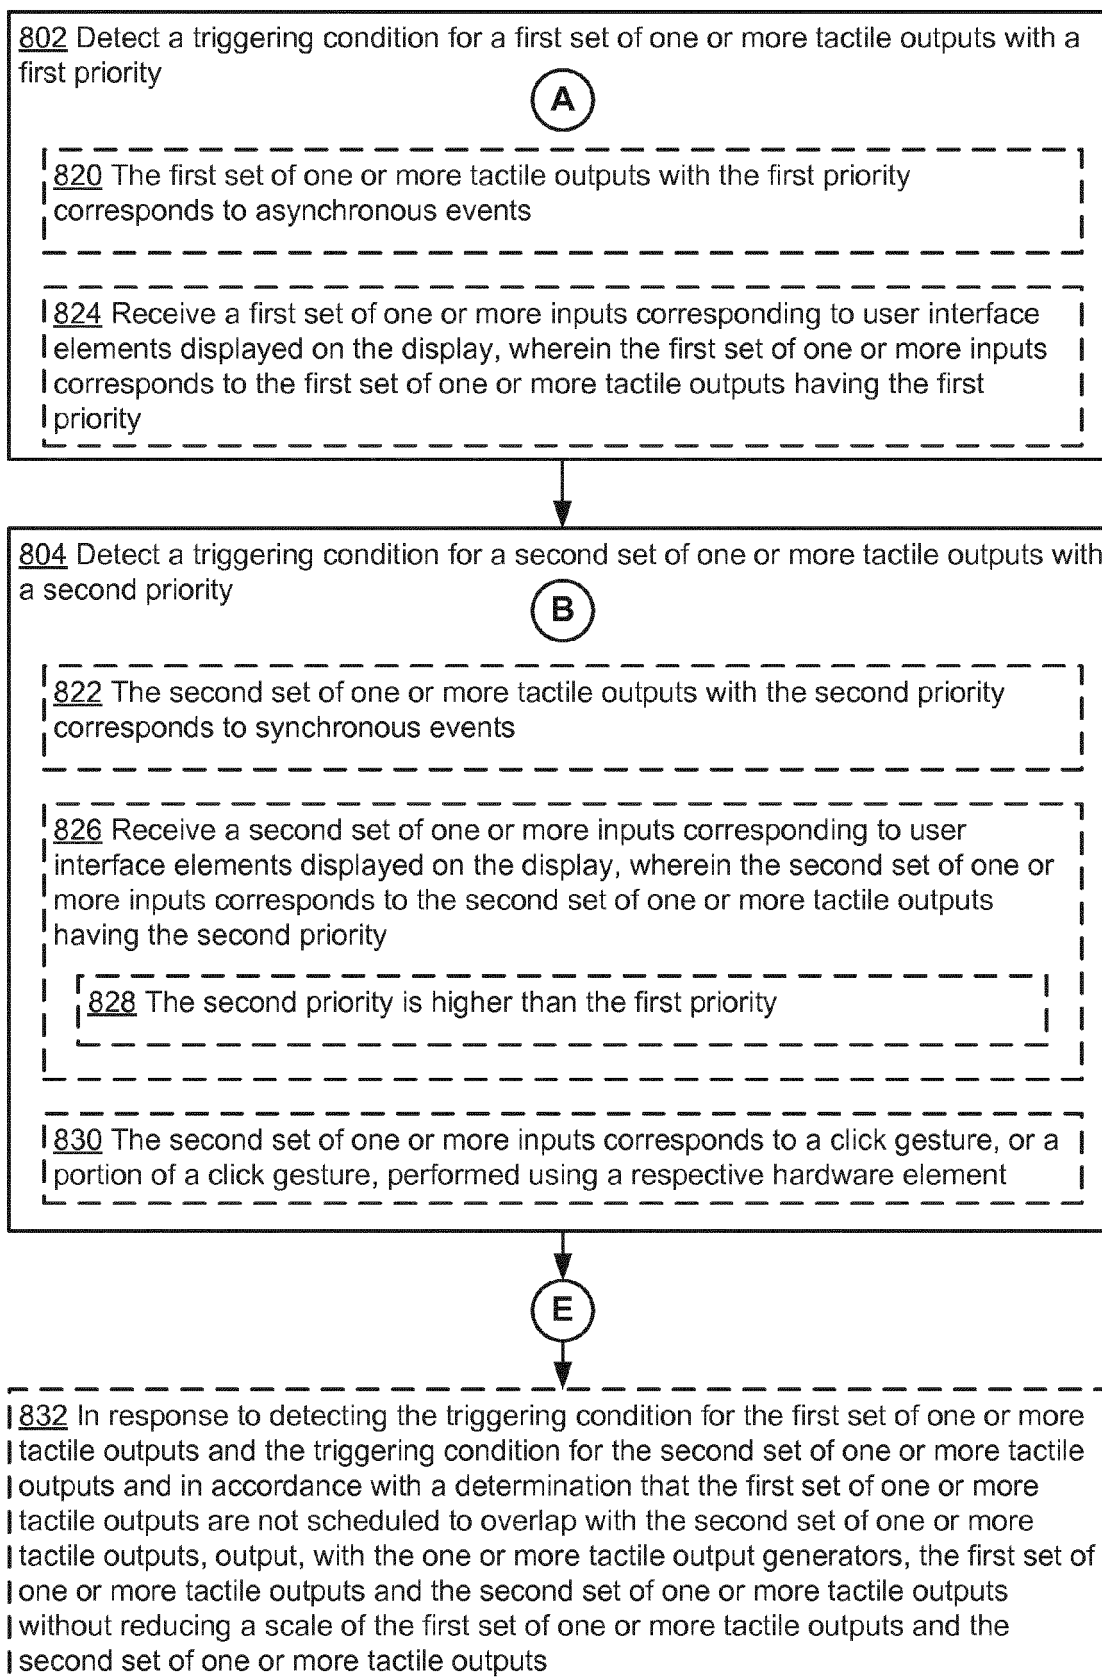 802 Detect a triggering condition for a first set of one or more tactile outputs with a
first priority
A
820 The first set of one or more tactile outputs with the first priority
corresponds to asynchronous events
824 Receive a first set of one or more inputs corresponding to user interface
elements displayed on the display, wherein the first set of one or more inputs
corresponds to the first set of one or more tactile outputs having the first
priority
804 Detect a triggering condition for a second set of one or more tactile outputs with
a second priority
B
822 The second set of one or more tactile outputs with the second priority
corresponds to synchronous events
826 Receive a second set of one or more inputs corresponding to user
interface elements displayed on the display, wherein the second set of one or
more inputs corresponds to the second set of one or more tactile outputs
having the second priority
828 The second priority is higher than the first priority
830 The second set of one or more inputs corresponds to a click gesture, or a
portion of a click gesture, performed using a respective hardware element
E
832 In response to detecting the triggering condition for the first set of one or more
tactile outputs and the triggering condition for the second set of one or more tactile
outputs and in accordance with a determination that the first set of one or more
tactile outputs are not scheduled to overlap with the second set of one or more
tactile outputs, output, with the one or more tactile output generators, the first set of
one or more tactile outputs and the second set of one or more tactile outputs
without reducing a scale of the first set of one or more tactile outputs and the
second set of one or more tactile outputs